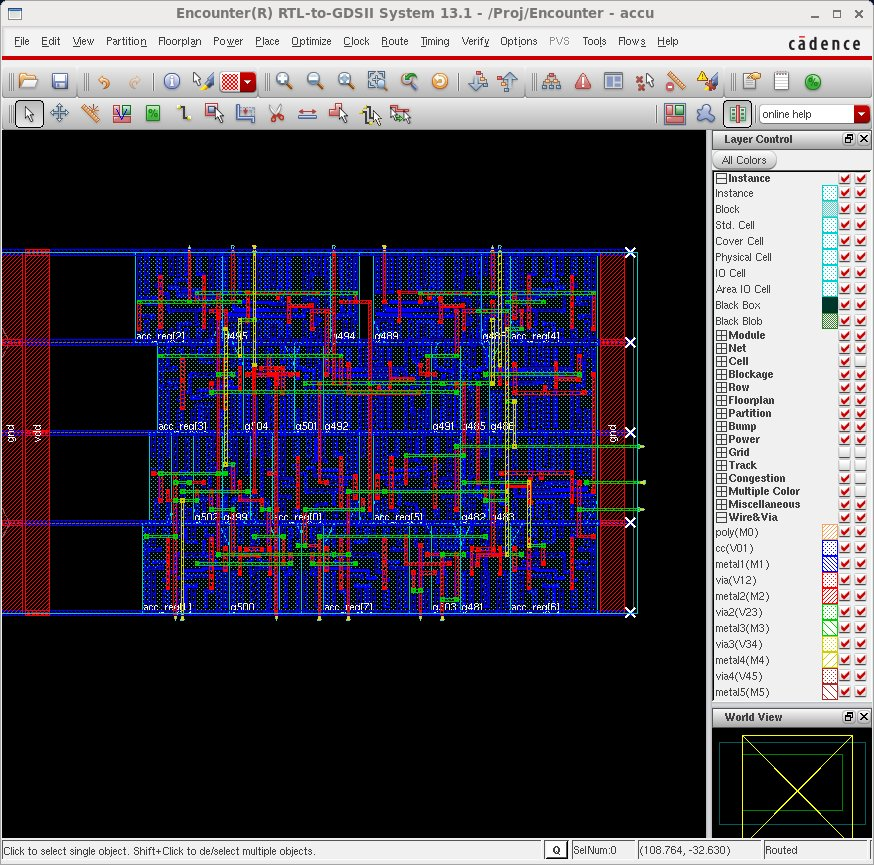 Encounter(R) RTL-to-GDSII System 13.1 - /Proj/Encounter - accu
File Edit View Partition Floorplan Power Place Optimize Clock Route Timing Verify Options PVS Tools Flows Help
cādence
online help
Layer Control
All Colors
Instance
Instance
Block
Std. Cell
Cover Cell
Physical Cell
IO Cell
Area IO Cell
Black Box
Black Blob
Module
Net
Cell
Blockage
Row
Floorplan
Partition
Bump
Power
Grid
Track
Congestion
Multiple Color
Miscellaneous
Wire&Via
poly(M0)
cc(V01)
metal1(M1)
via(V12)
metal2(M2)
via2(V23)
metal3(M3)
via3(V34)
metal4(M4)
via4(V45)
metal5(M5)
World View
acc_reg[2] g495 g494 g489 acc_reg[4]
acc_reg[3] g504 g501 g492 g491 g485
gnd vdd gnd
g499 acc_reg[0] acc_reg[5] g482 g483
g500 acc_reg[7] g481 acc_reg[6]
Click to select single object. Shift+Click to de/select multiple objects.
Q
SelNum:0
(108.764, -32.630)
Routed